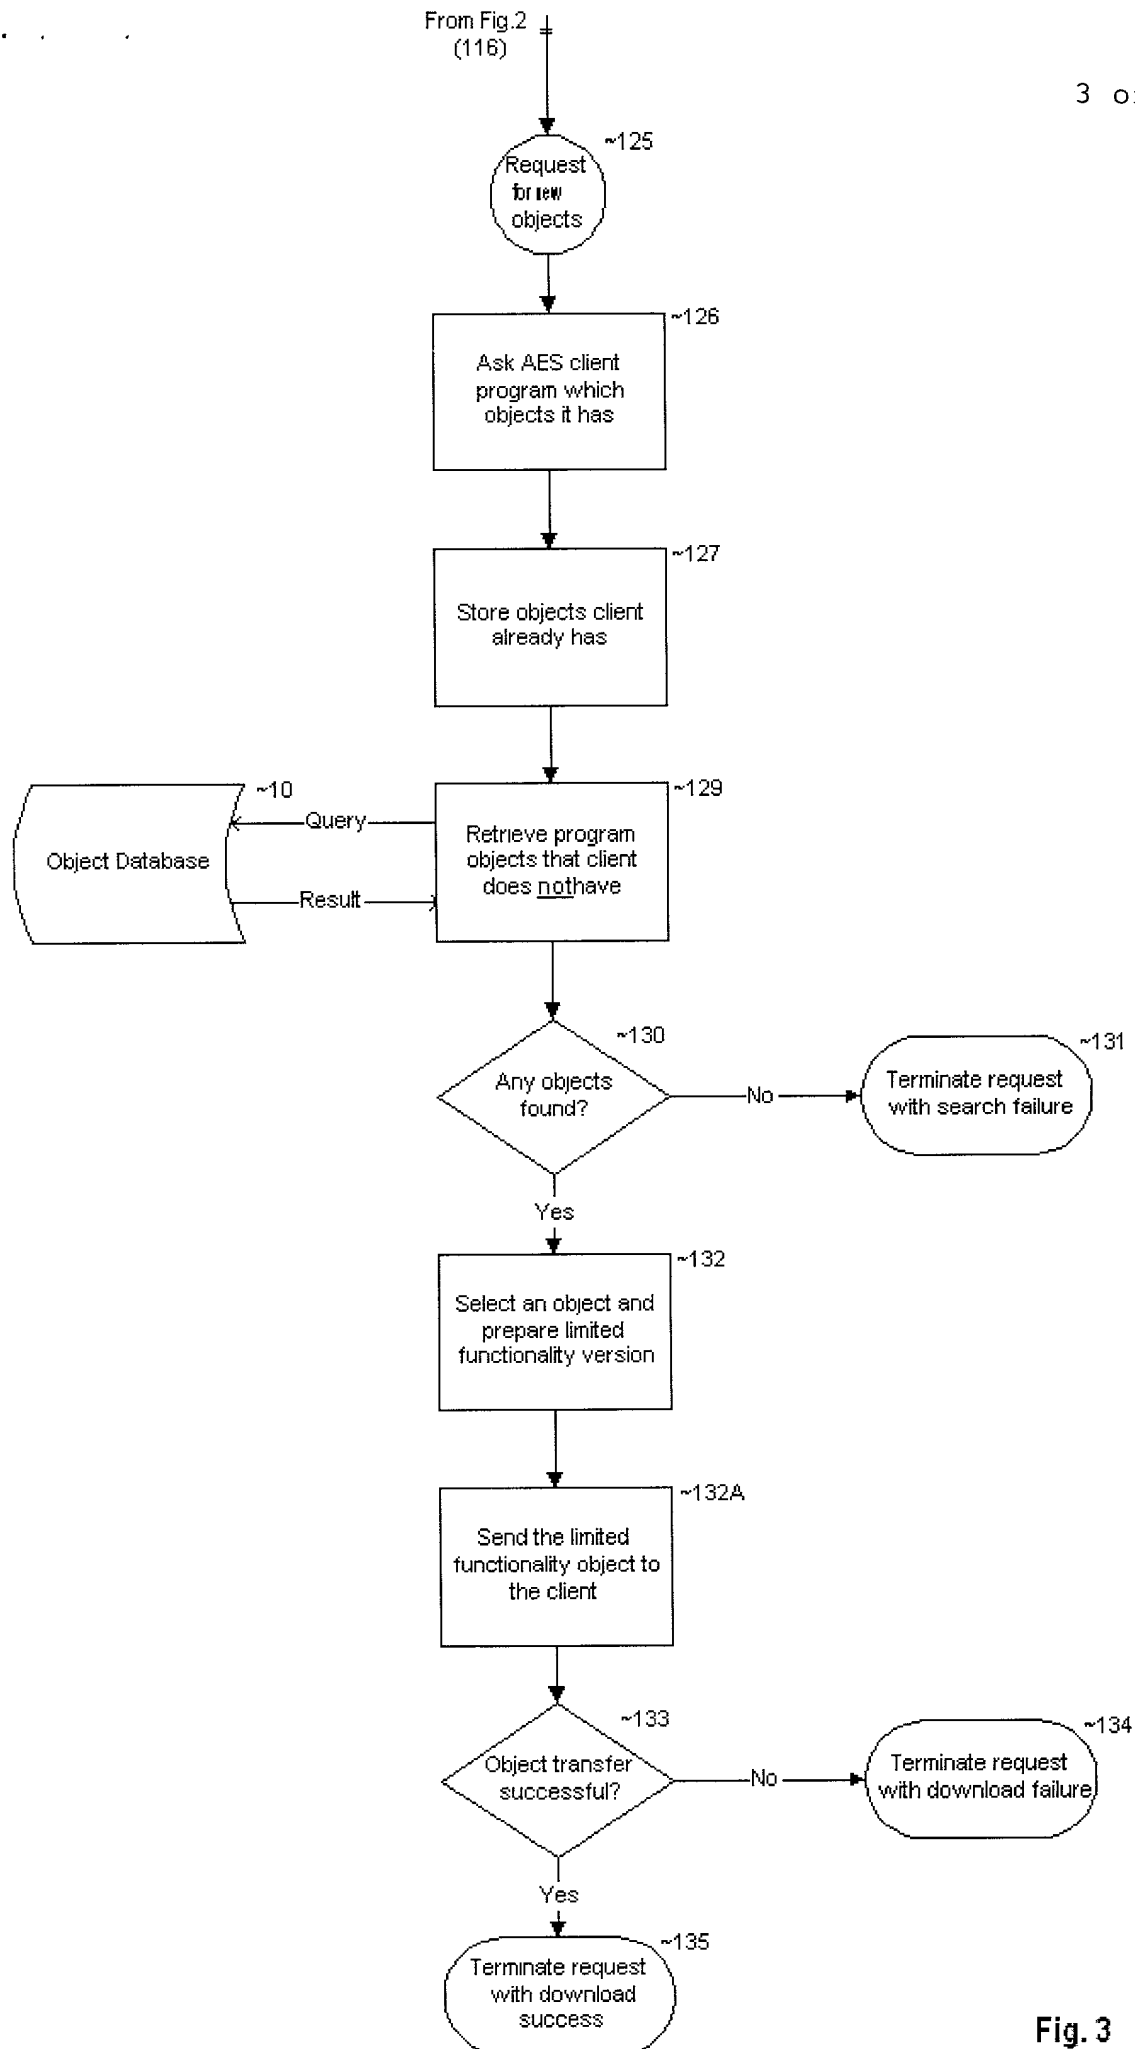 From Fig.2
(116)
3 o
~125
Request
for new
objects
~126
Ask AES client
program which
objects it has
~127
Store objects client
already has
~10
~129
Query
Object Database
Retrieve program
objects that client
does nothave
Result
~130
~131
Any objects
found?
No
Terminate request
with search failure
Yes
~132
Select an object and
prepare limited
functionality version
~132A
Send the limited
functionality object to
the client
~133
~134
Object transfer
successful?
No
Terminate request
with download failure
Yes
~135
Terminate request
with download
success
Fig. 3